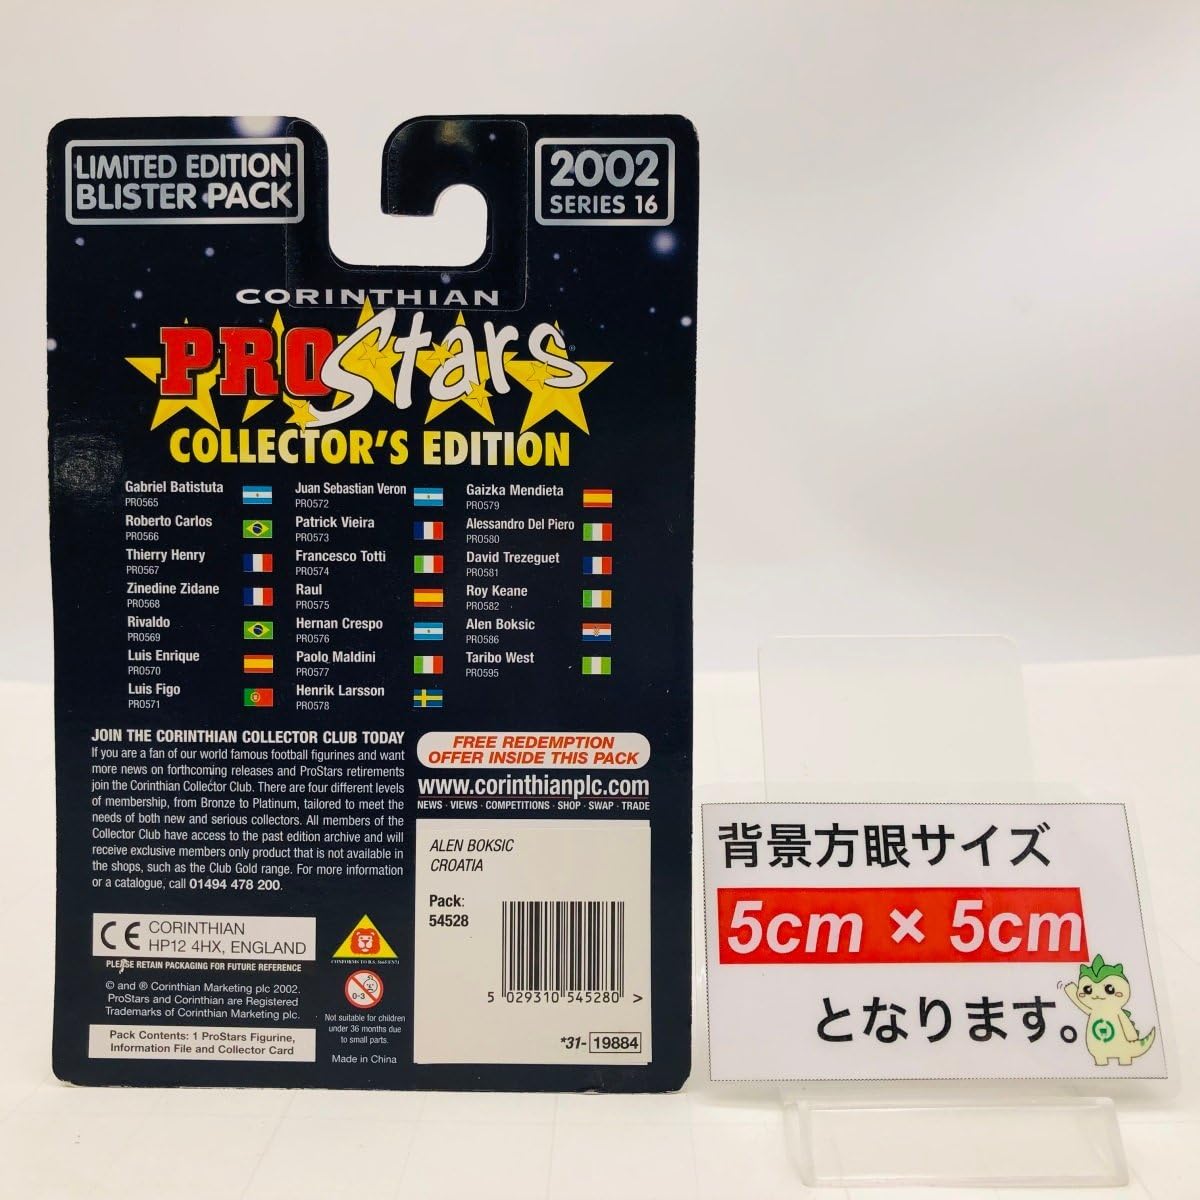 LIMITED EDITION
BLISTER PACK
2002
SERIES 16
CORINTHIAN
PRO Stars
COLLECTOR'S EDITION
Gabriel Batistuta
PRO565
Roberto Carlos
PRO566
Thierry Henry
PRO567
Zinedine Zidane
PRO568
Rivaldo
PRO569
Luis Enrique
PRO570
Luis Figo
PRO571
Juan Sebastian Veron
PRO572
Patrick Vieira
PRO573
Francesco Totti
PRO574
Raul
PRO575
Hernan Crespo
PRO576
Paolo Maldini
PRO577
Henrik Larsson
PRO578
Gaizka Mendieta
PRO579
Alessandro Del Piero
PRO580
David Trezeguet
PRO581
Roy Keane
PRO582
Alen Boksic
PRO586
Taribo West
PRO595
JOIN THE CORINTHIAN COLLECTOR CLUB TODAY
If you are a fan of our world famous football figurines and want
more news on forthcoming releases and ProStars retirements
join the Corinthian Collector Club. There are four different levels
of membership, from Bronze to Platinum, tailored to meet the
needs of both new and serious collectors. All members of the
Collector Club have access to the past edition archive and will
receive exclusive members only product that is not available in
the shops, such as the Club Gold range. For more information
or a catalogue, call 01494 478 200.
FREE REDEMPTION
OFFER INSIDE THIS PACK
www.corinthianplc.com
NEWS · VIEWS · COMPETITIONS · SHOP · SWAP · TRADE
ALEN BOKSIC
CROATIA
Pack:
54528
5 029310 545280 >
*31- 19884
CE CORINTHIAN
HP12 4HX, ENGLAND
PLEASE RETAIN PACKAGING FOR FUTURE REFERENCE
© and ® Corinthian Marketing plc 2002.
ProStars and Corinthian are Registered
Trademarks of Corinthian Marketing plc.
Pack Contents: 1 ProStars Figurine,
Information File and Collector Card
CONFORMS TO B.S. 5665/EN71
0-3
Not suitable for children
under 36 months due
to small parts.
Made in China
背景方眼サイズ
5cm × 5cm
となります。